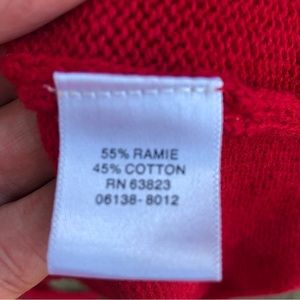 55% RAMIE
45% COTTON
RN 63823
06138-8012